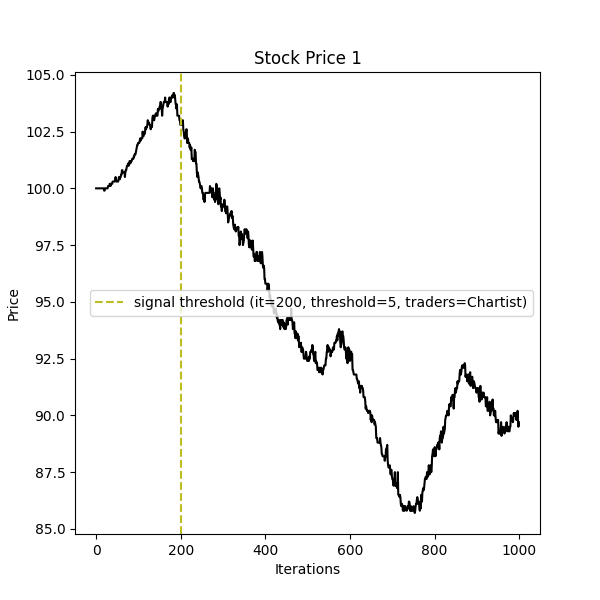 Stock Price 1
105.0
102.5
100.0
97.5
95.0
92.5
90.0
87.5
85.0
Price
signal threshold (it=200, threshold=5, traders=Chartist)
0 200 400 600 800 1000
Iterations